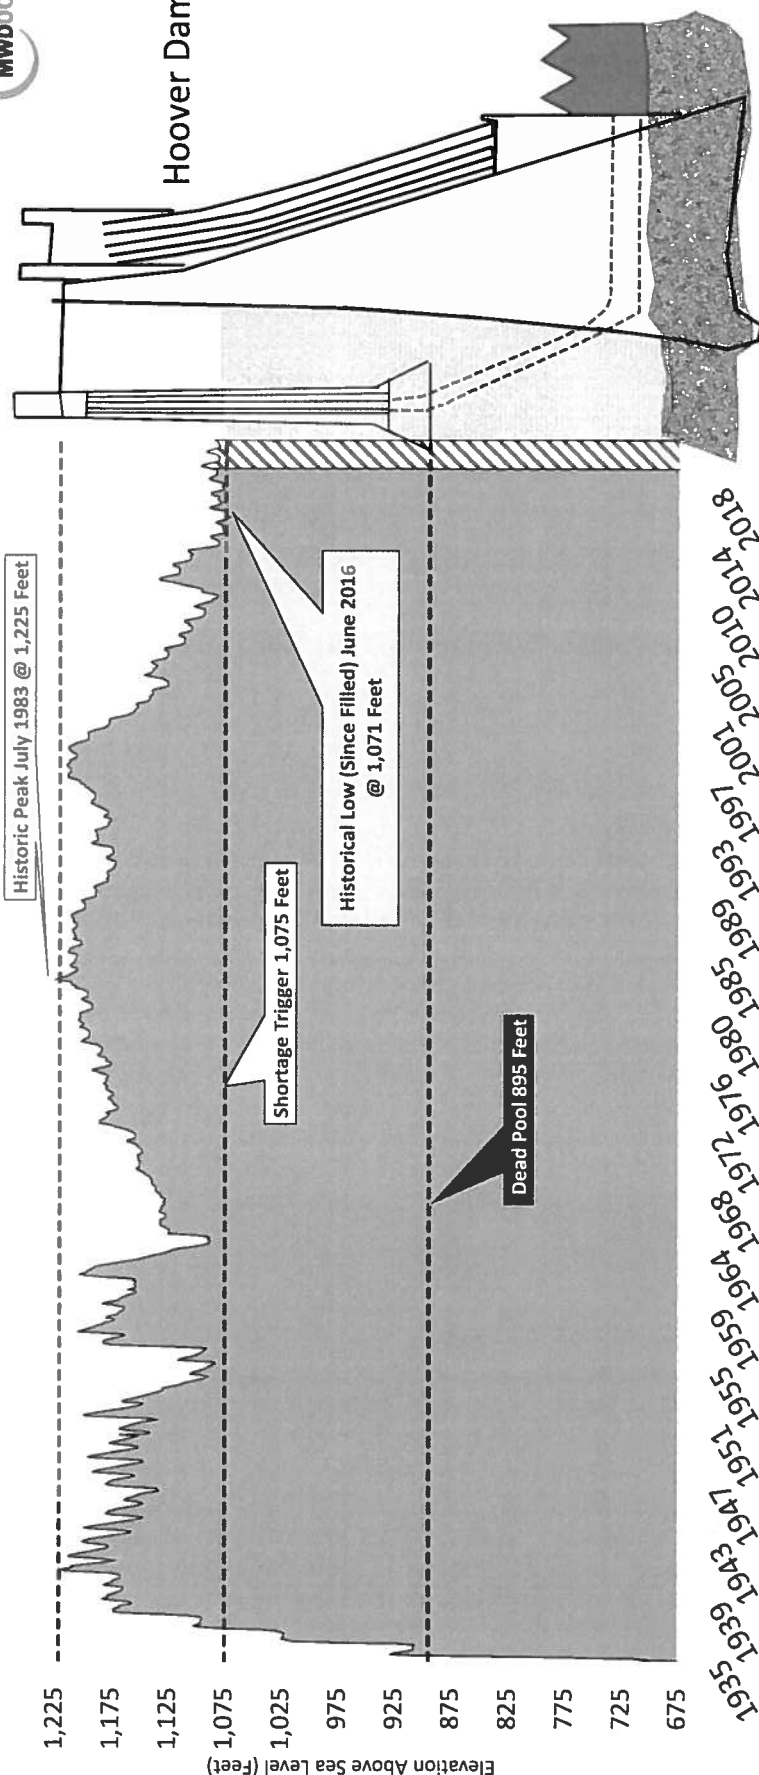 MWDOC
Hoover Dam
Historic Peak July 1983 @ 1,225 Feet
Shortage Trigger 1,075 Feet
Historical Low (Since Filled) June 2016
@ 1,071 Feet
Dead Pool 895 Feet
Elevation Above Sea Level (Feet)
1,225
1,175
1,125
1,075
1,025
975
925
875
825
775
725
675
1935 1939 1943 1947 1951 1955 1959 1964 1968 1972 1976 1980 1985 1989 1993 1997 2001 2005 2010 2014 2018